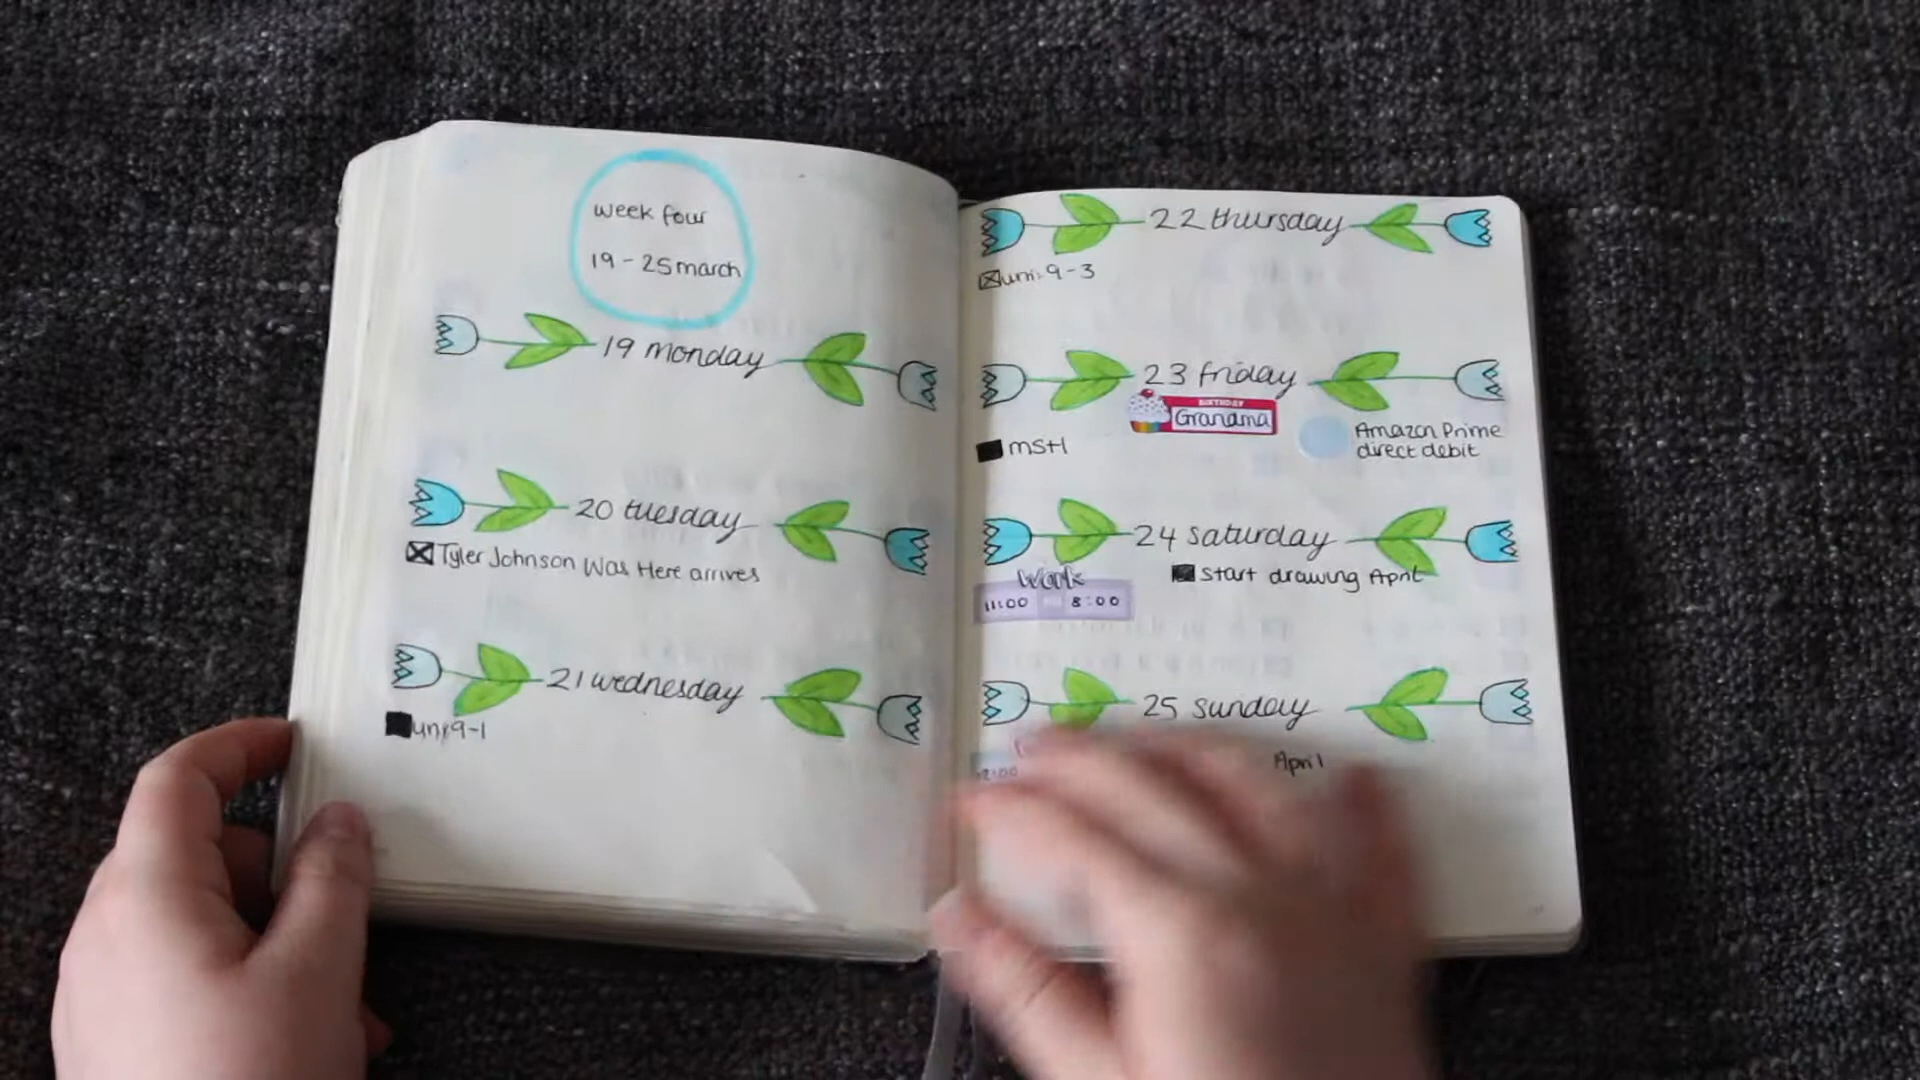 week four
19 - 25 march
19 monday
20 tuesday
Tyler Johnson Was Here arrives
21 wednesday
uni 9-1
22 thursday
uni: 9-3
23 friday
BIRTHDAY
Grandma
Amazon Prime
direct debit
mst1
24 saturday
Work
start drawing April
11:00 8:00
25 sunday
April
12:00